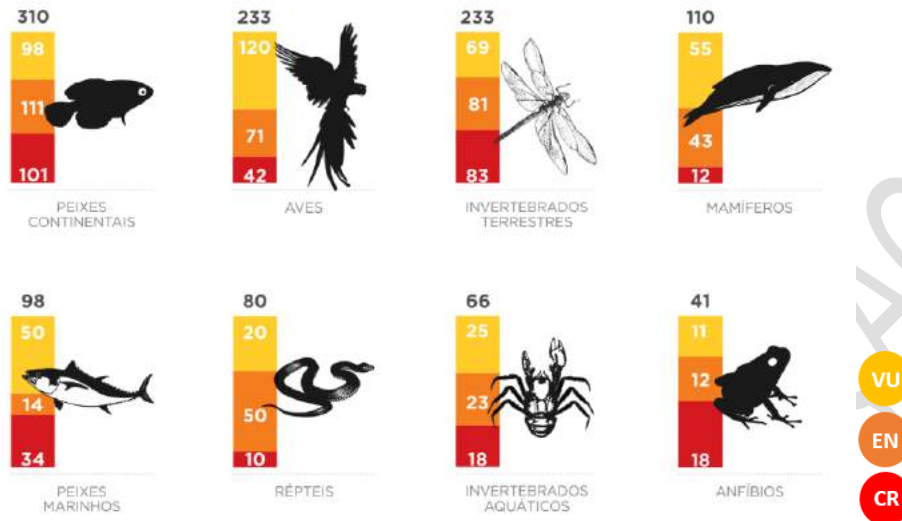 310
98
111
101
PEIXES
CONTINENTAIS
233
120
71
42
AVES
233
69
81
83
INVERTEBRADOS
TERRESTRES
110
55
43
12
MAMÍFEROS
98
50
14
34
PEIXES
MARINHOS
80
20
50
10
RÉPTEIS
66
25
23
18
INVERTEBRADOS
AQUÁTICOS
41
11
12
18
ANFÍBIOS
VU
EN
CR